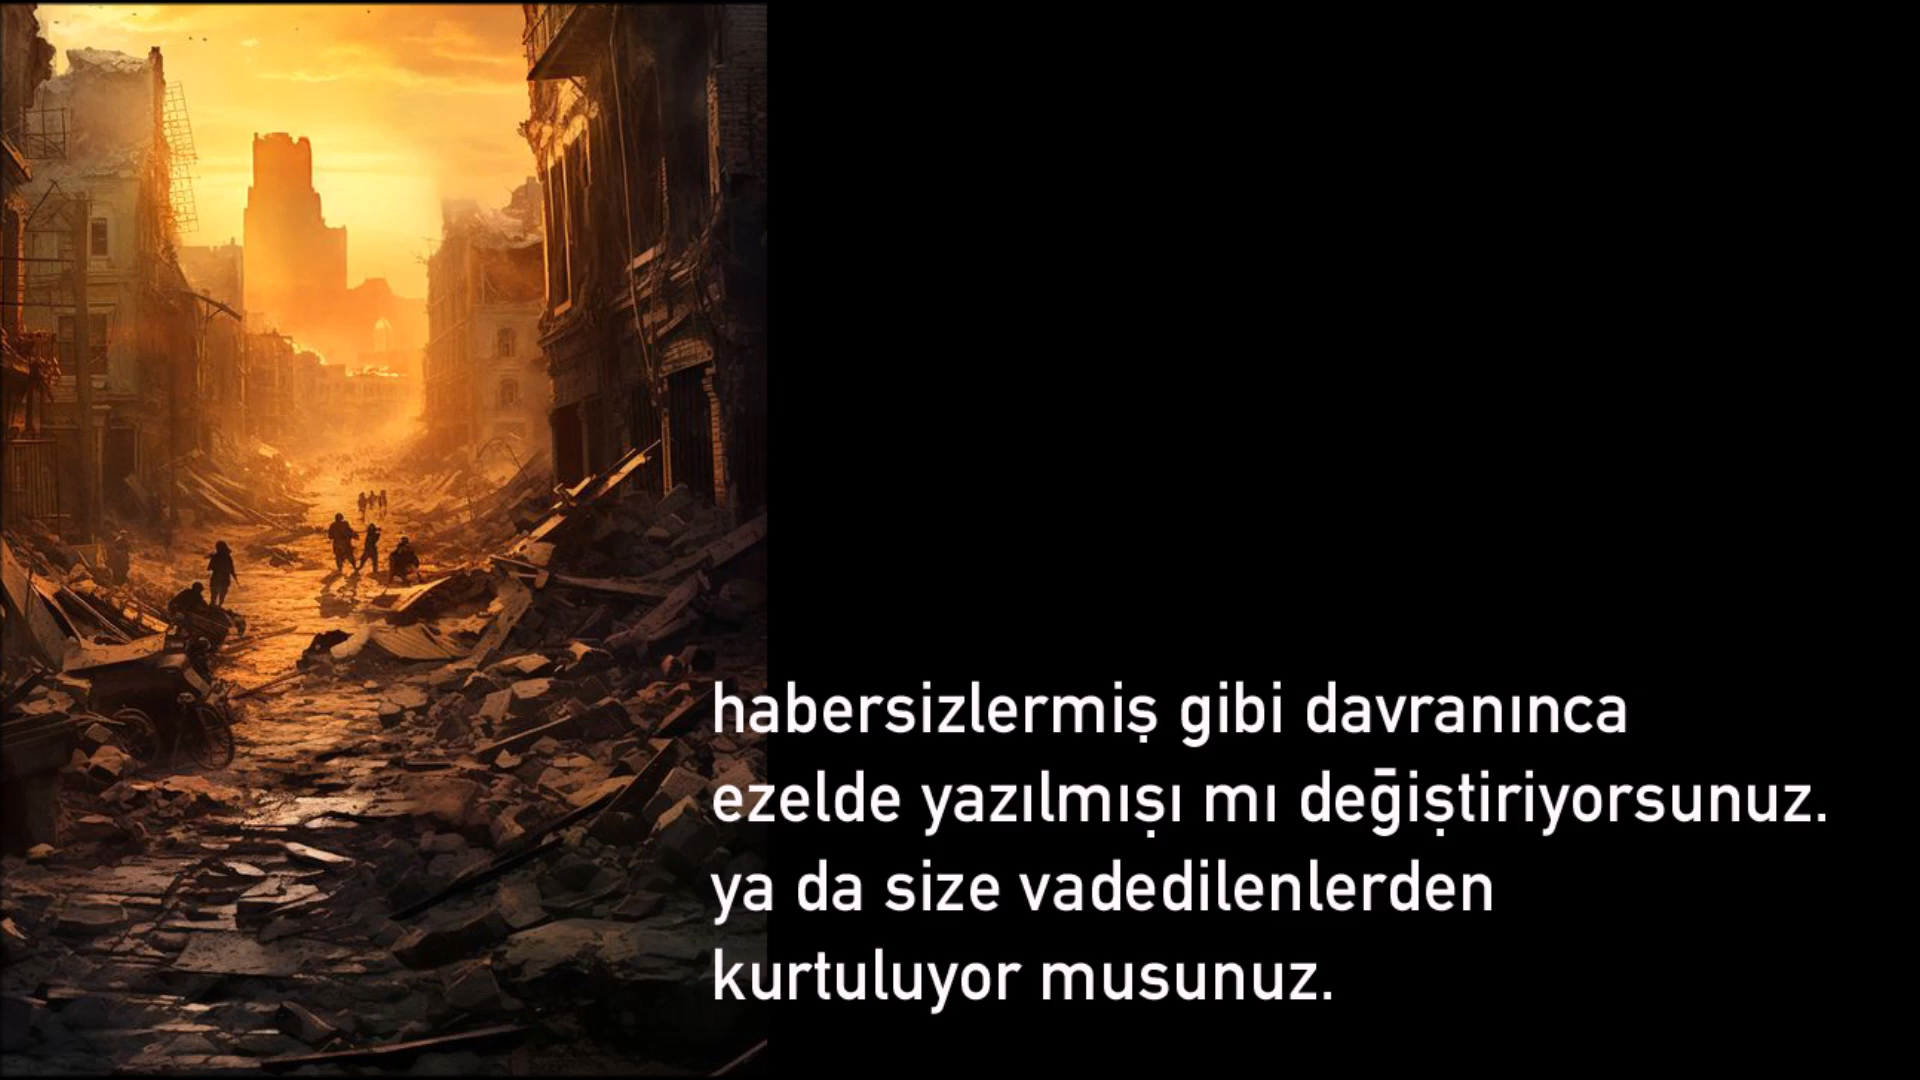 habersizlermiş gibi davranınca
ezelde yazılmışı mı değiştiriyorsunuz.
ya da size vadedilenlerden
kurtuluyor musunuz.